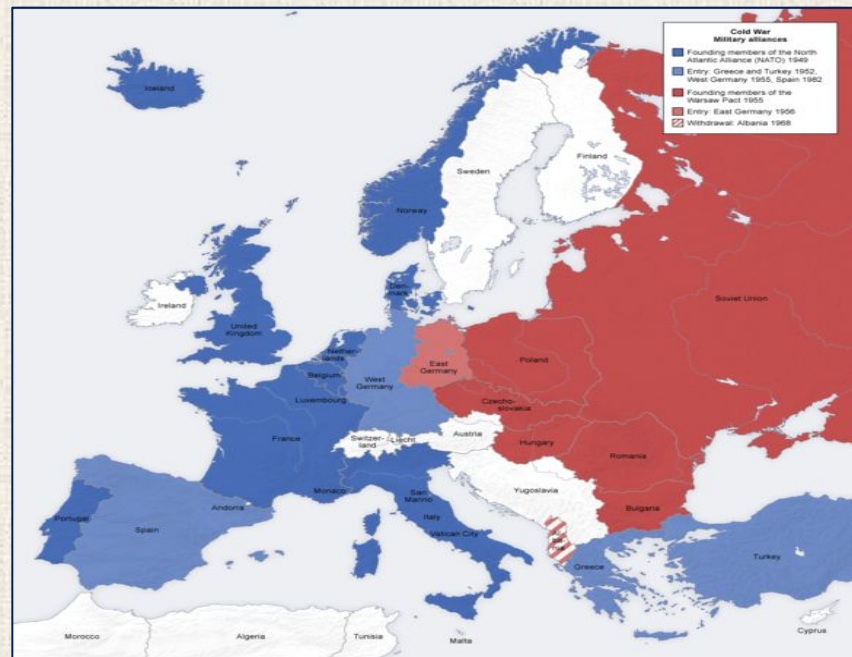 Cold War
Military alliances
Founding members of the North
Atlantic Alliance (NATO) 1949
Entry: Greece and Turkey 1952,
West Germany 1955, Spain 1982
Founding members of the
Warsaw Pact 1955
Entry: East Germany 1956
Withdrawal: Albania 1968
Iceland
Finland
Sweden
Norway
Den-
mark
Soviet Union
Ireland
United
Kingdom
Nether-
lands
Belgium
Luxembourg
West
Germany
East
Germany
Poland
Czecho-
slovakia
France
Switzer-
land
Liecht
Austria
Hungary
Romania
Yugoslavia
Monaco
San
Marino
Italy
Vatican City
Bulgaria
Andorra
Portugal
Spain
Greece
Turkey
Morocco
Algeria
Tunisia
Malta
Cyprus